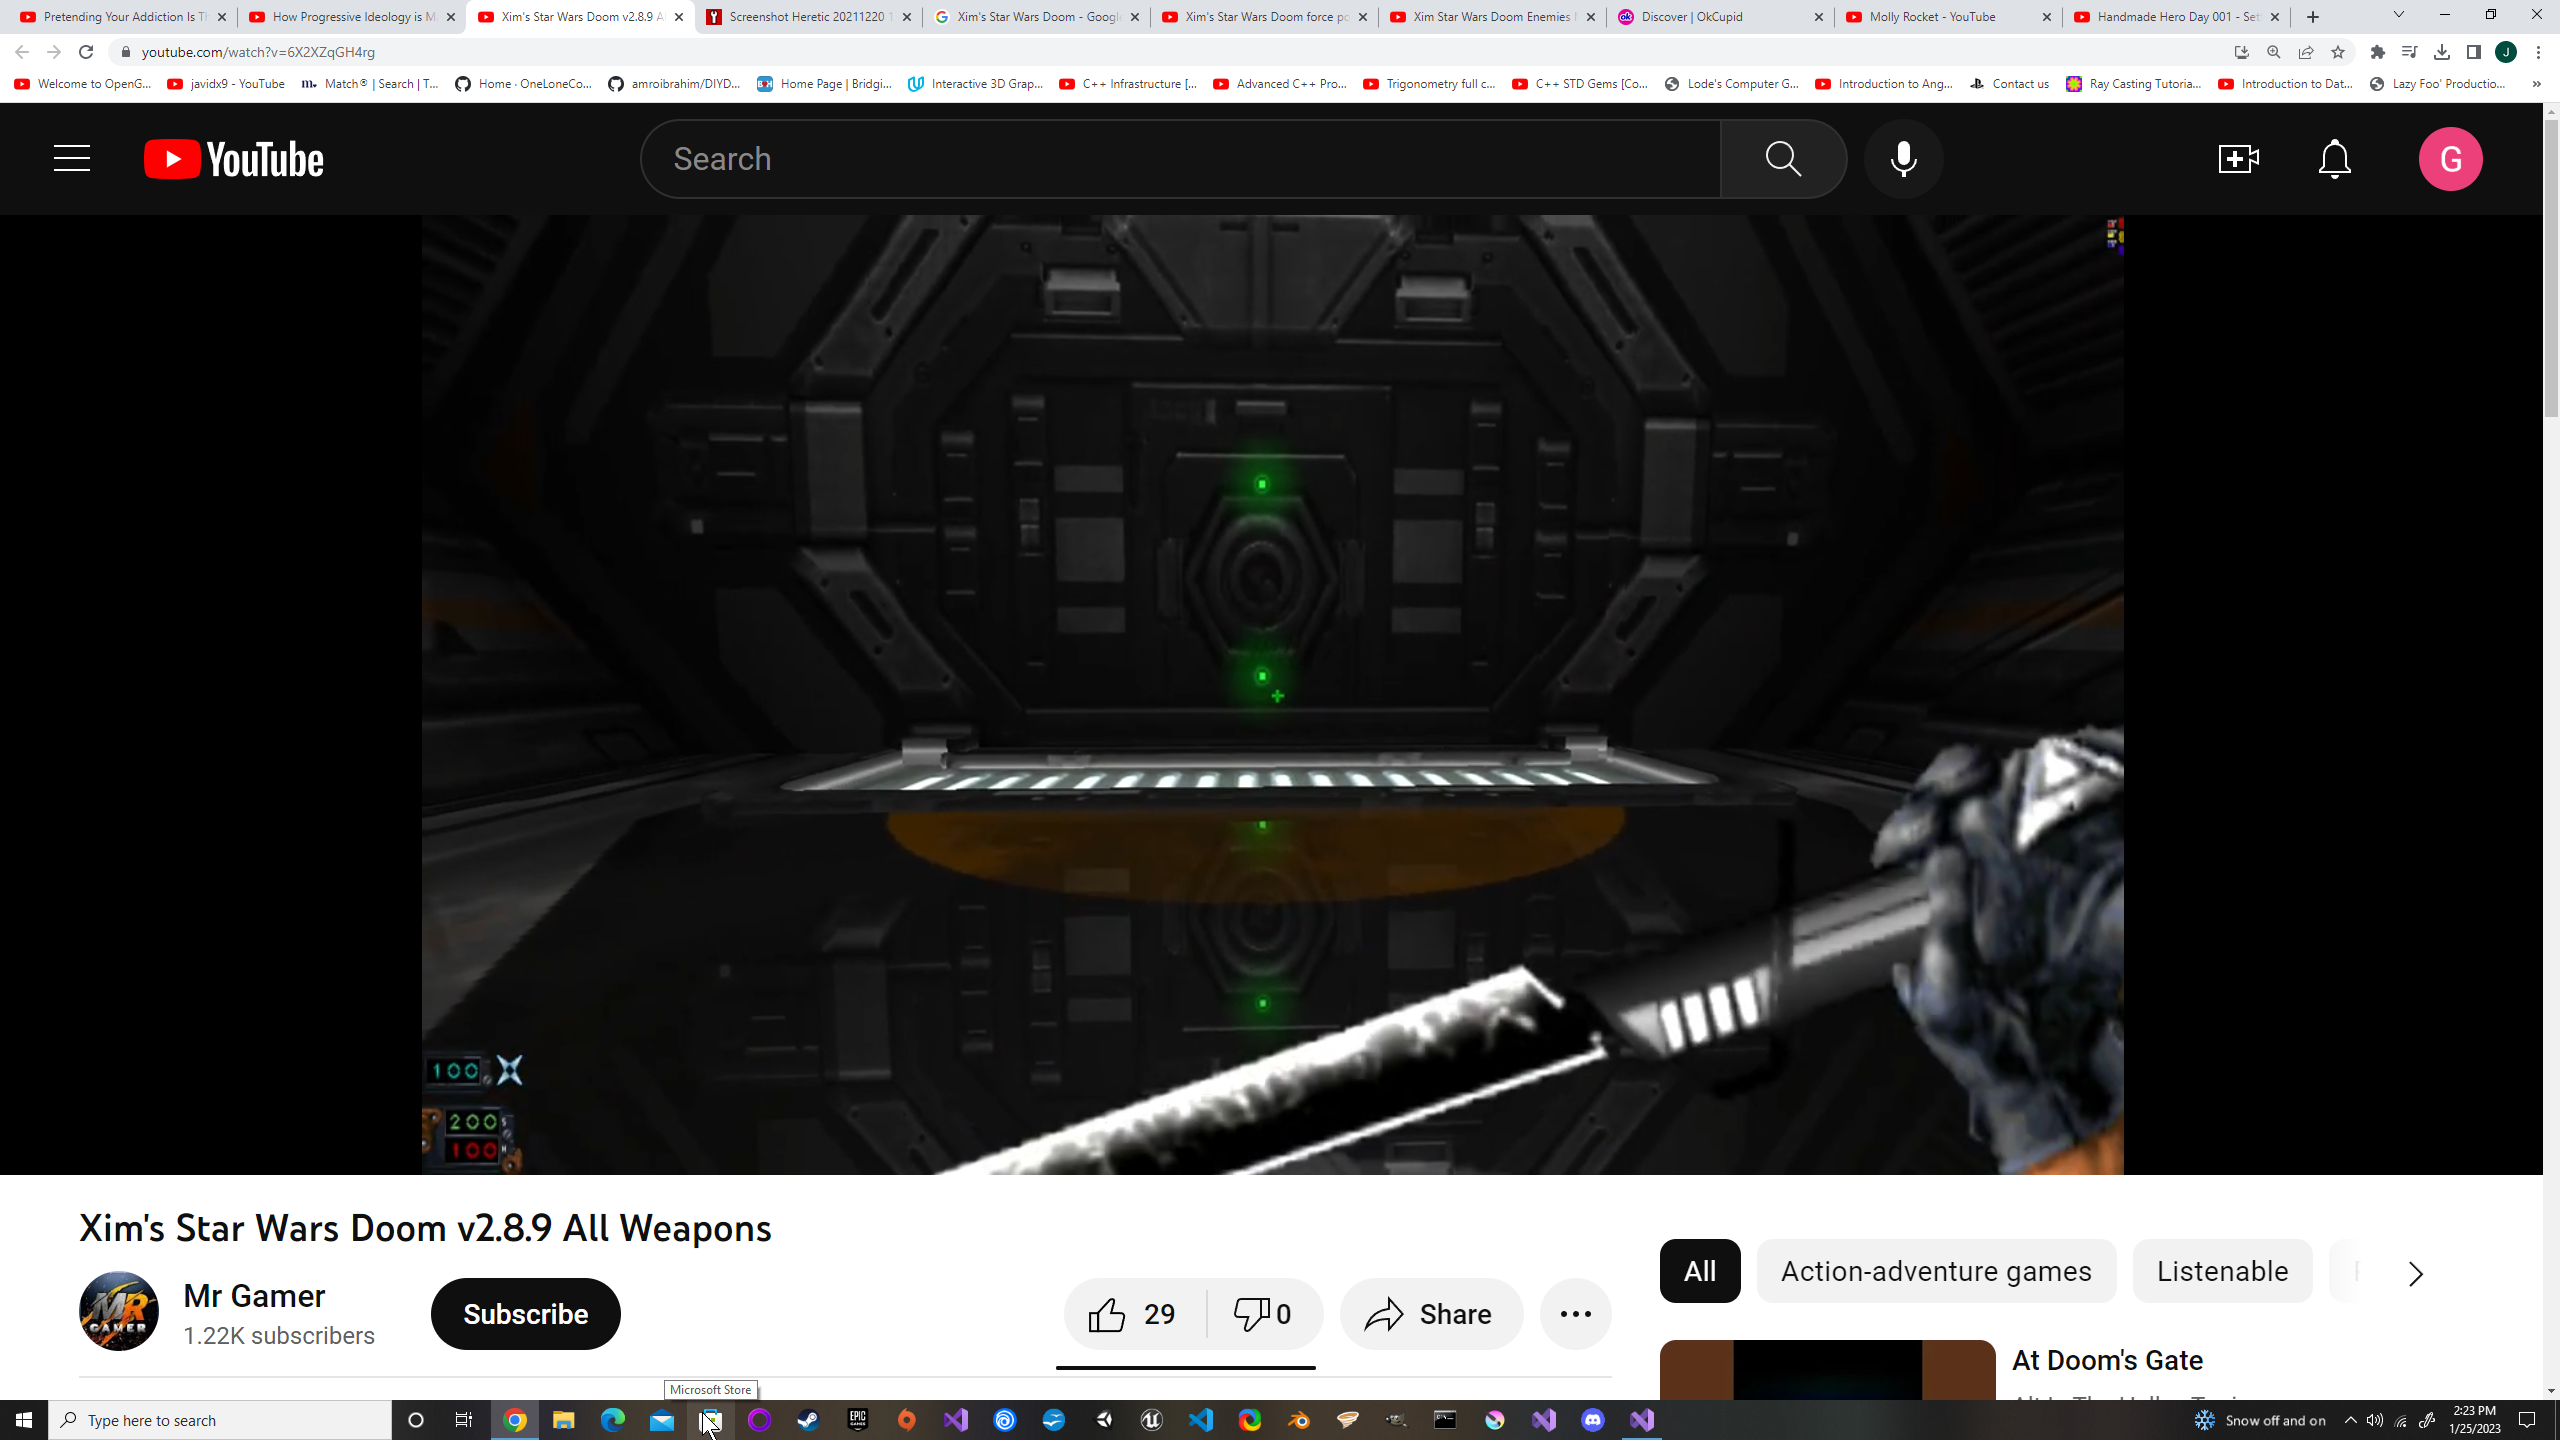 Pretending Your Addiction Is T
How Progressive Ideology is M
Xim's Star Wars Doom v2.8.9 A
Screenshot Heretic 20211220 1
Xim's Star Wars Doom - Googl
Xim's Star Wars Doom force po
Xim Star Wars Doom Enemies
Discover | OkCupid
Molly Rocket - YouTube
Handmade Hero Day 001 - Set
youtube.com/watch?v=6X2XZqGH4rg
J
Welcome to OpenG...
javidx9 - YouTube
Match® | Search | T...
Home · OneLoneCo...
amroibrahim/DIYD...
Home Page | Bridgi...
Interactive 3D Grap...
C++ Infrastructure [...
Advanced C++ Pro...
Trigonometry full c...
C++ STD Gems [Co...
Lode's Computer G...
Introduction to Ang...
Contact us
Ray Casting Tutoria...
Introduction to Dat...
Lazy Foo' Productio...
YouTube
Search
G
100
200
100
Xim's Star Wars Doom v2.8.9 All Weapons
Mr Gamer
1.22K subscribers
Subscribe
29
0
Share
All
Action-adventure games
Listenable
At Doom's Gate
Microsoft Store
Type here to search
Snow off and on
2:23 PM
1/25/2023